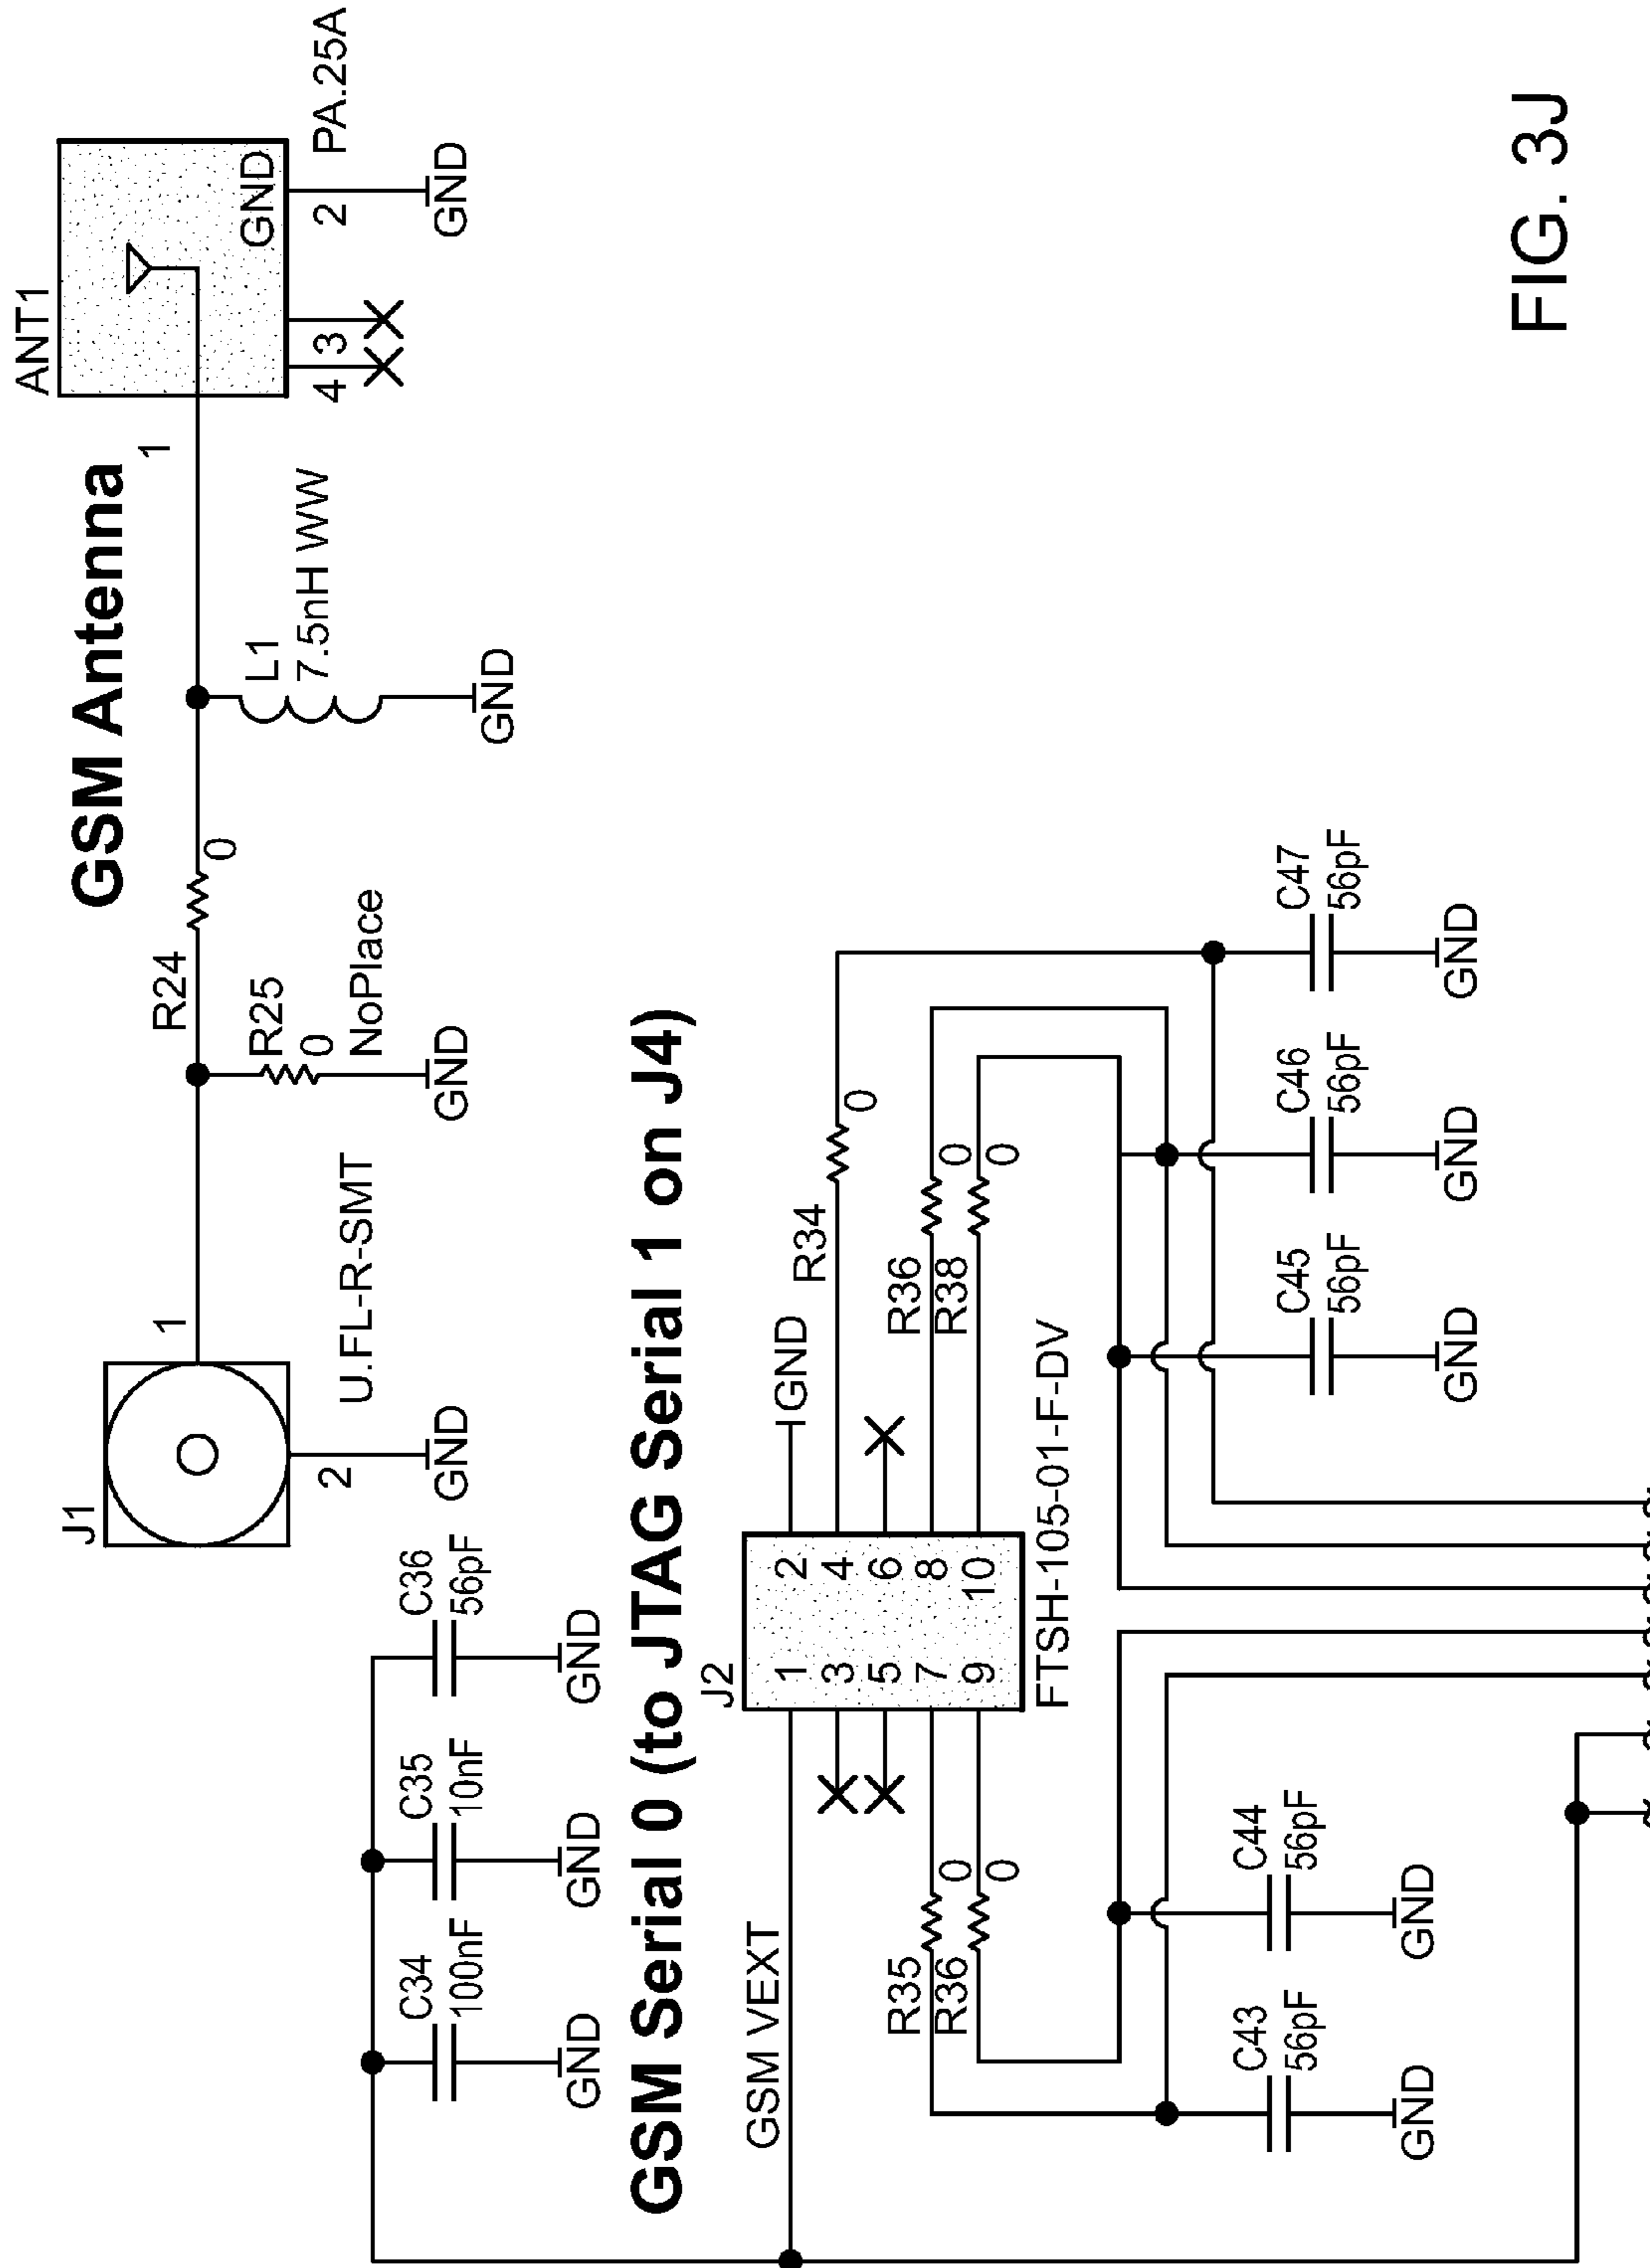 GSM Antenna
ANT1
GND
PA.25A
1
4
3
2
GND
J1
1
2
GND
U.FL-R-SMT
R24
0
R25
0
NoPlace
GND
L1
7.5nH WW
GND
C34
100nF
GND
C35
10nF
GND
C36
56pF
GND
GSM Serial 0 (to JTAG Serial 1 on J4)
GSM VEXT
J2
1 2
3 4
5 6
7 8
9 10
FTSH-105-01-F-DV
GND
R34
0
R35
0
R36
0
R36
0
R38
0
C43
56pF
GND
C44
56pF
GND
C45
56pF
GND
C46
56pF
GND
C47
56pF
GND
FIG. 3J